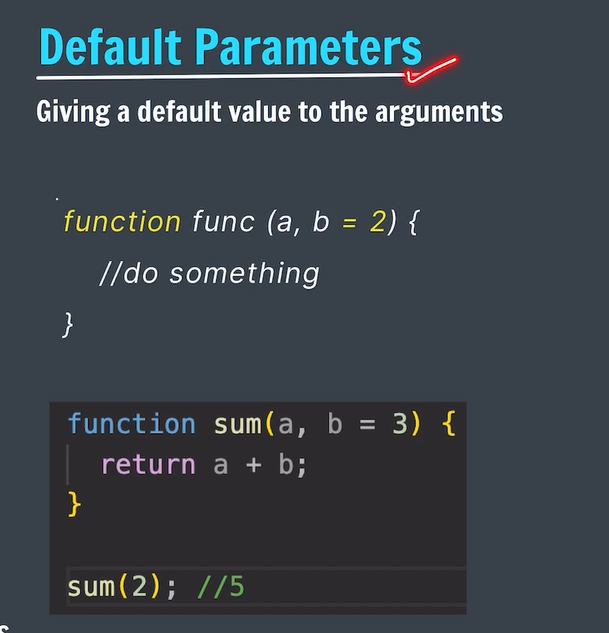 Default Parameters
Giving a default value to the arguments
function func (a, b = 2) {
//do something
}
function sum(a, b = 3) {
return a + b;
}
sum(2); //5